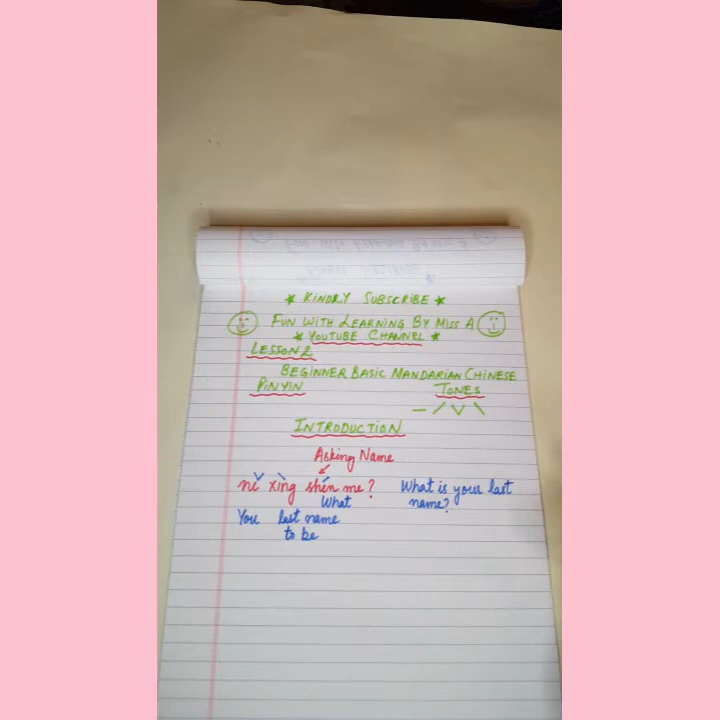 ★ KINDLY SUBSCRIBE ★
FUN WITH LEARNING BY MISS A
★ YOUTUBE CHANNEL ★
LESSON 2
BEGINNER BASIC MANDARIAN CHINESE
PINYIN TONES
— / ∨ \
INTRODUCTION
Asking Name
nǐ xìng shén me? What is your last
What name?
You last name
to be